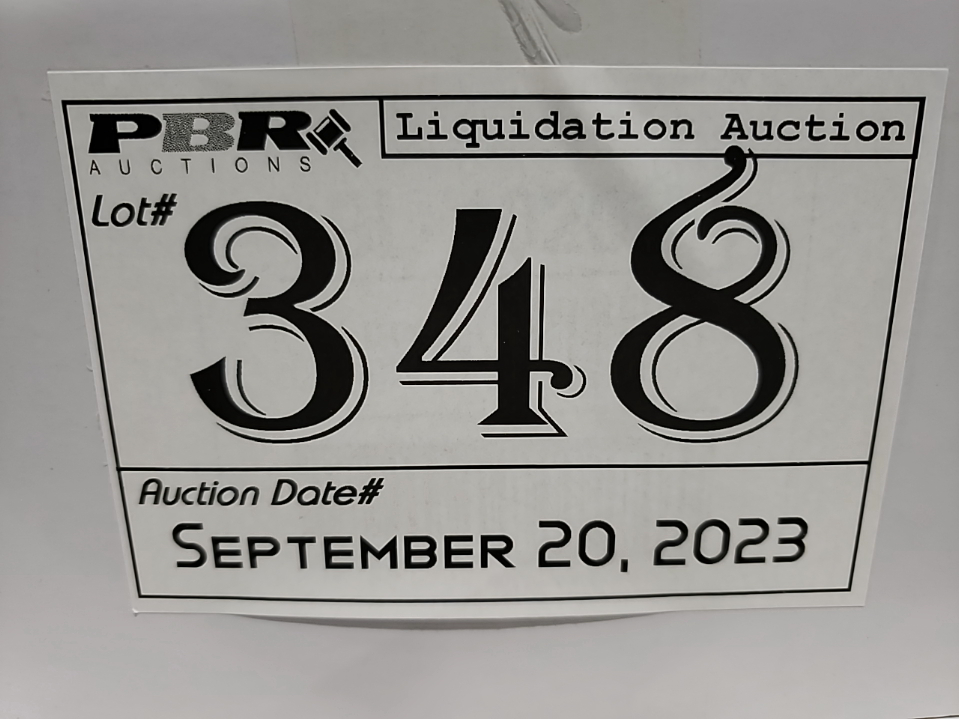 PBR
AUCTIONS
Liquidation Auction
Lot#
348
Auction Date#
SEPTEMBER 20, 2023